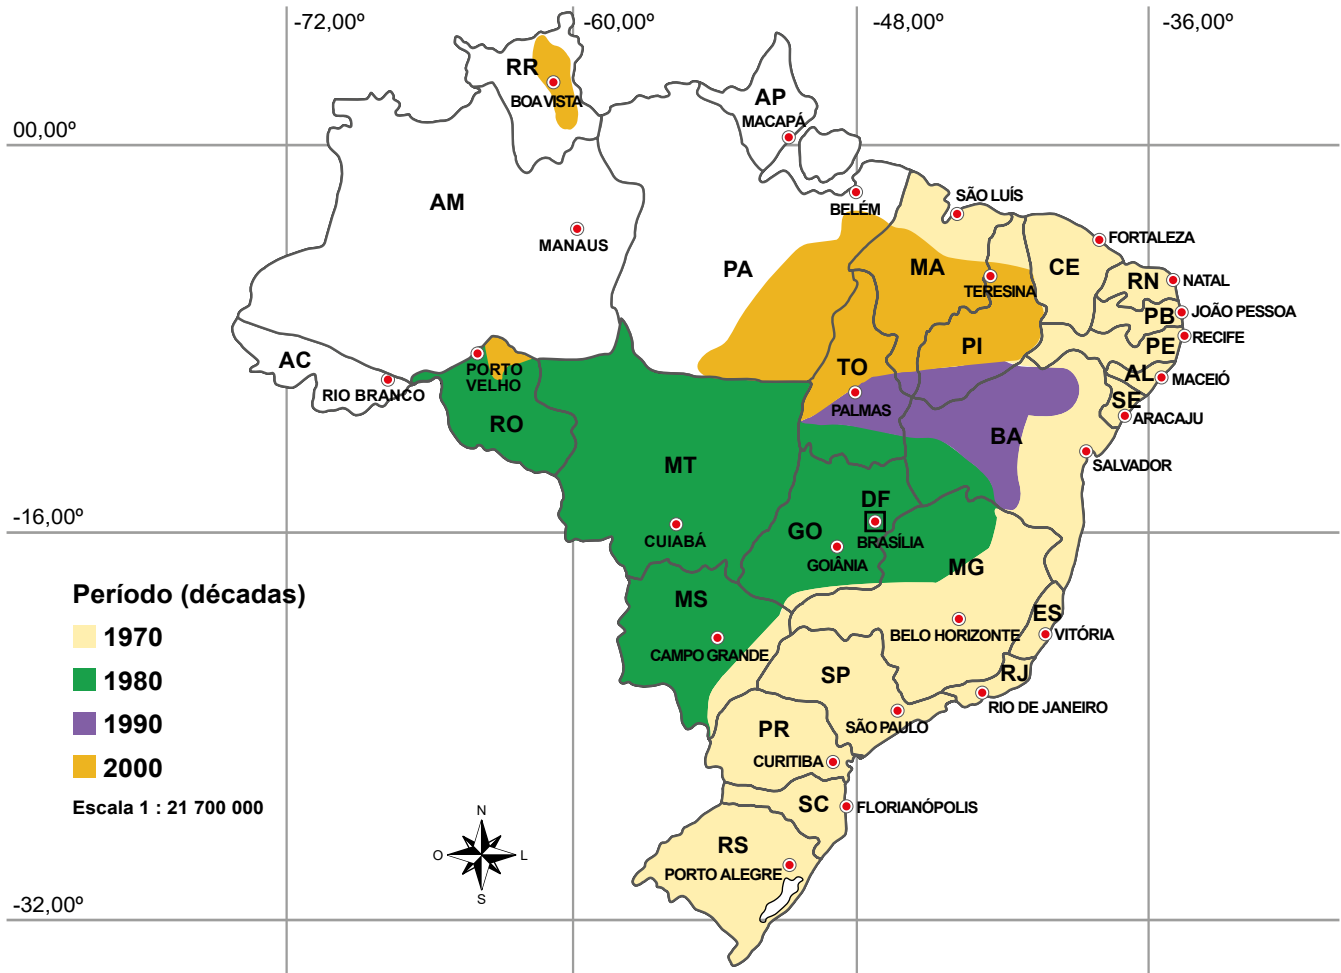 -72,00º
-60,00º
-48,00º
-36,00º
RR
BOA VISTA
AP
MACAPÁ
00,00º
AM
MANAUS
BELÉM
SÃO LUÍS
FORTALEZA
PA
MA
TERESINA
CE
RN
NATAL
PB
JOÃO PESSOA
RECIFE
PE
PI
AC
RIO BRANCO
PORTO
VELHO
TO
PALMAS
AL
MACEIÓ
SE
ARACAJU
RO
BA
SALVADOR
MT
CUIABÁ
DF
BRASÍLIA
GO
GOIÂNIA
-16,00º
MG
MS
CAMPO GRANDE
BELO HORIZONTE
ES
VITÓRIA
SP
SÃO PAULO
RJ
RIO DE JANEIRO
PR
CURITIBA
SC
FLORIANÓPOLIS
RS
PORTO ALEGRE
-32,00º
Período (décadas)
1970
1980
1990
2000
Escala 1 : 21 700 000
N
O
L
S